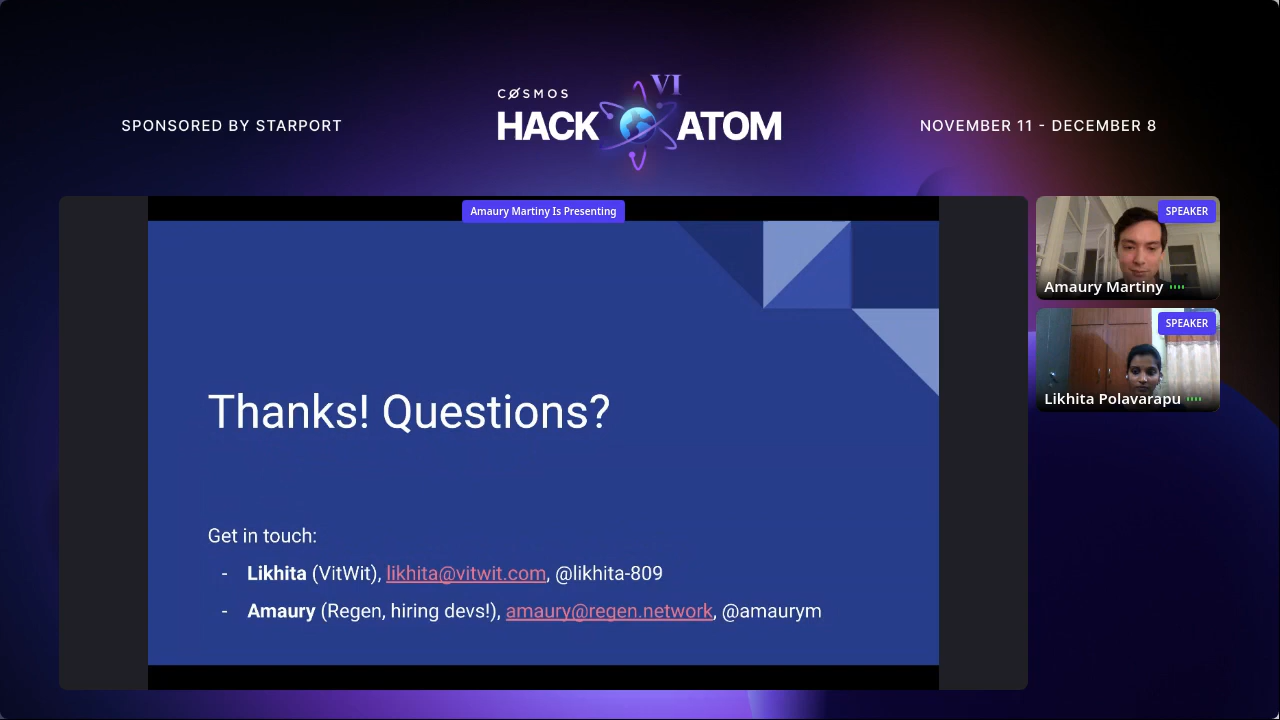 VI
CØSMOS
SPONSORED BY STARPORT
HACK ATOM
NOVEMBER 11 - DECEMBER 8
Amaury Martiny Is Presenting
SPEAKER
Amaury Martiny
SPEAKER
Likhita Polavarapu
Thanks! Questions?
Get in touch:
- Likhita (VitWit), likhita@vitwit.com, @likhita-809
- Amaury (Regen, hiring devs!), amaury@regen.network, @amaurym